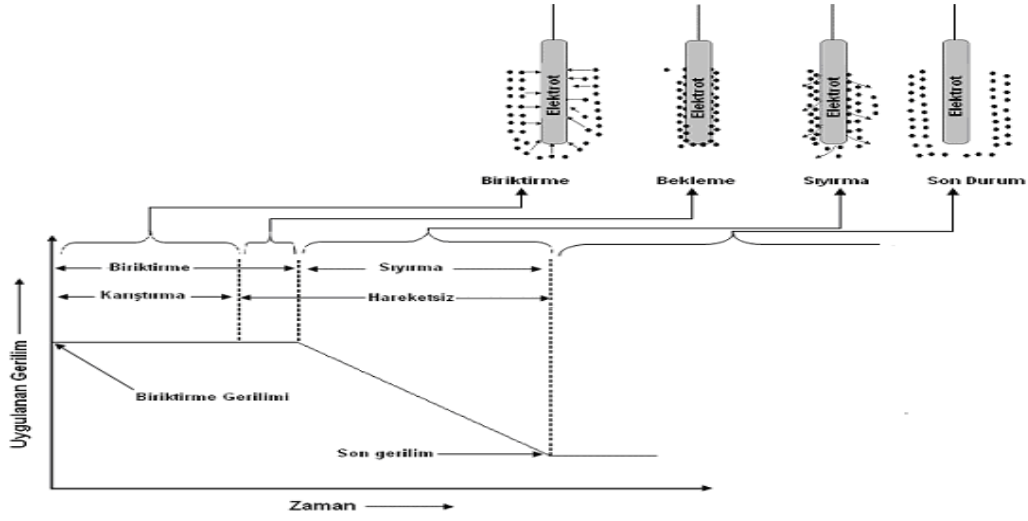 Elektrot
Elektrot
Elektrot
Elektrot
Biriktirme
Bekleme
Sıyırma
Son Durum
Biriktirme
Sıyırma
Karıştırma
Hareketsiz
Uygulanan Gerilim
Biriktirme Gerilimi
Son gerilim
Zaman